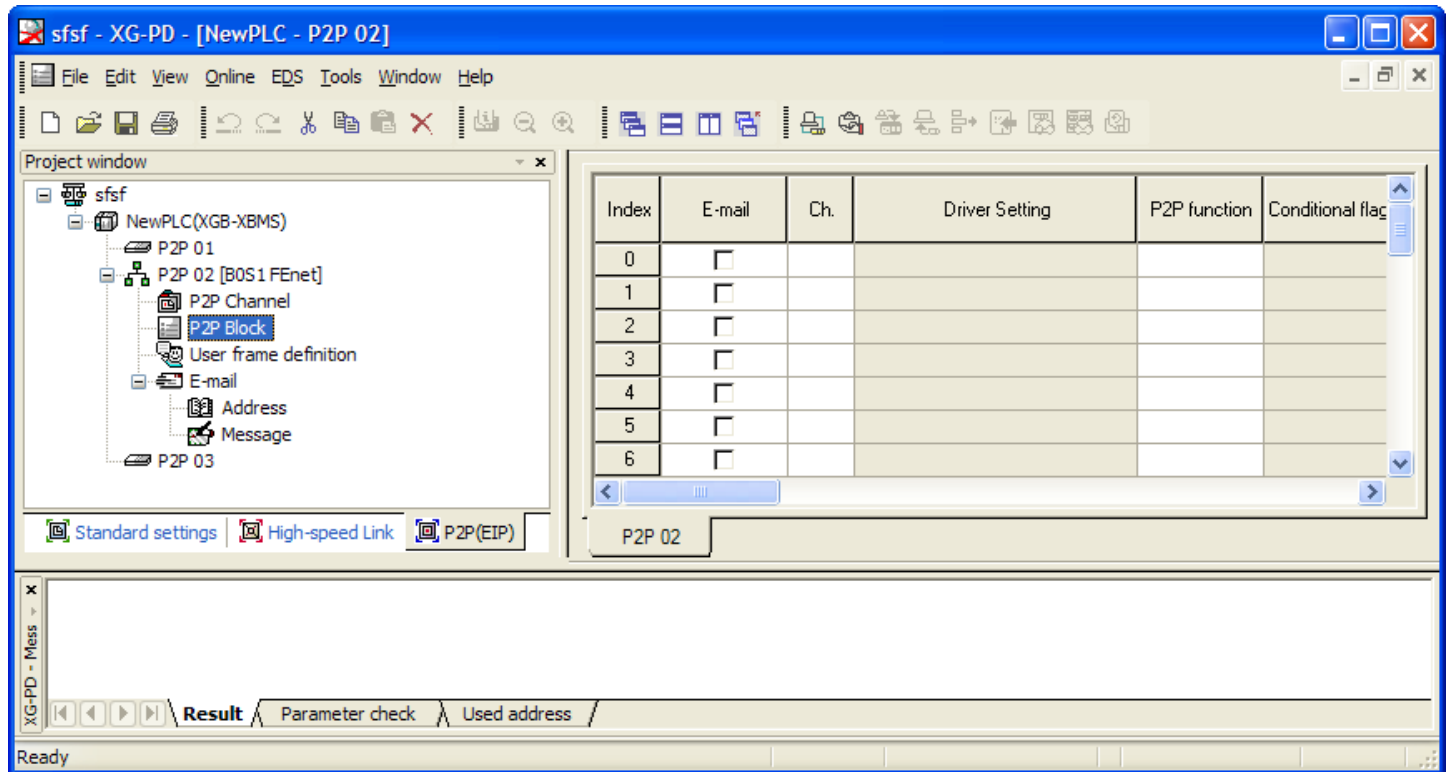 sfsf - XG-PD - [NewPLC - P2P 02]
File Edit View Online EDS Tools Window Help
Project window
sfsf
NewPLC(XGB-XBMS)
P2P 01
P2P 02 [B0S1 FEnet]
P2P Channel
P2P Block
User frame definition
E-mail
Address
Message
P2P 03
Standard settings High-speed Link P2P(EIP)
Index E-mail Ch. Driver Setting P2P function Conditional flag
0
1
2
3
4
5
6
P2P 02
XG-PD - Mess
Result Parameter check Used address
Ready